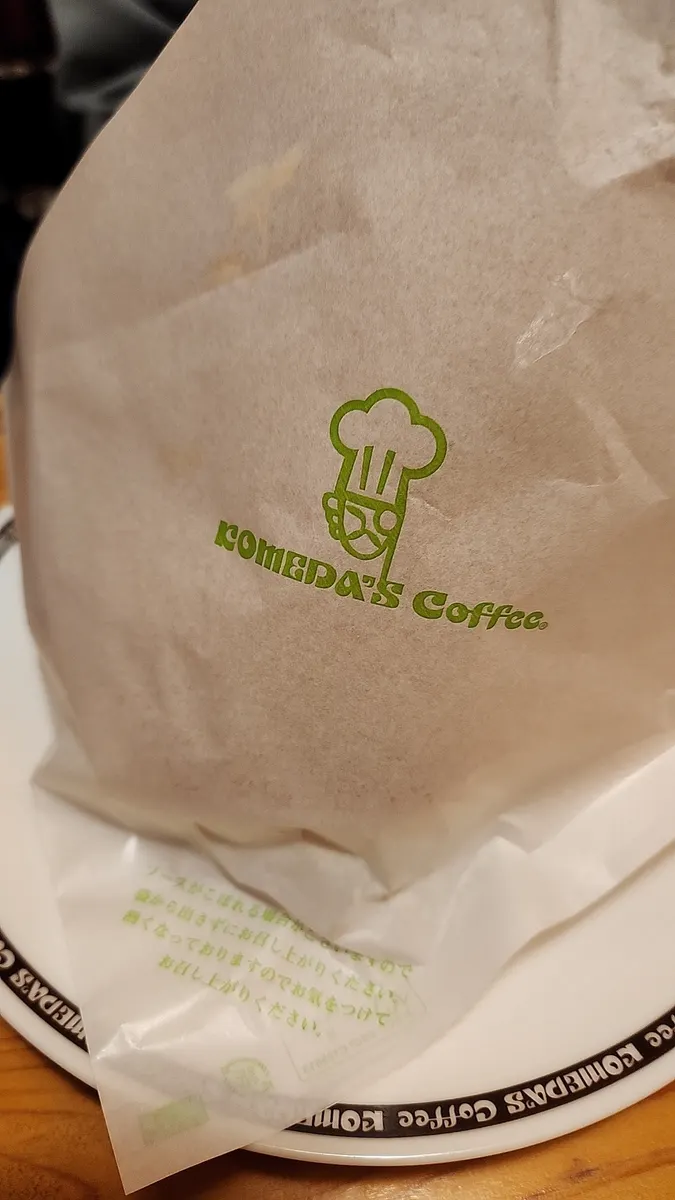 KOMEDA'S Coffee®
ソースがこぼれる場合がございますので
袋から出さずにお召し上がりください。
熱くなっておりますのでお気をつけて
お召し上がりください。
KOMEDA'S Coffee KOMEDA'S Coffee